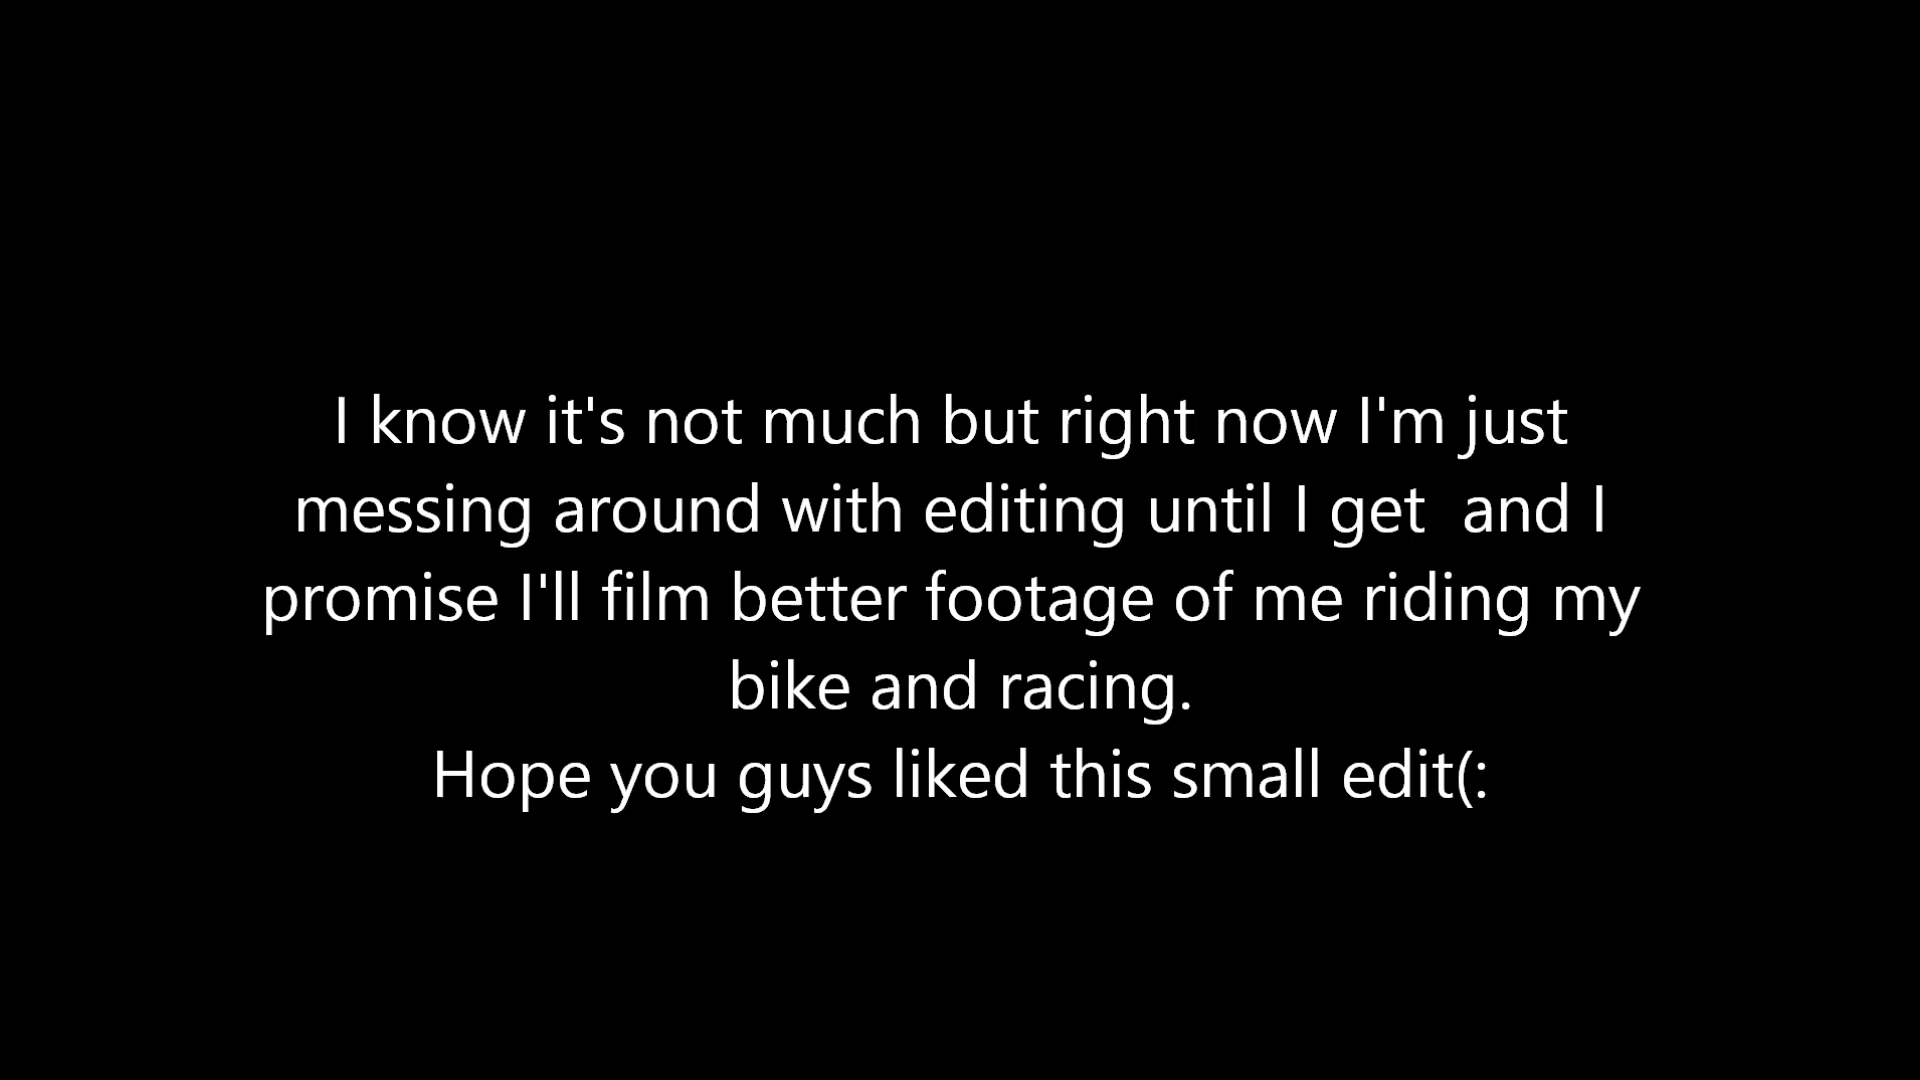 I know it's not much but right now I'm just
messing around with editing until I get  and I
promise I'll film better footage of me riding my
bike and racing.
Hope you guys liked this small edit(: